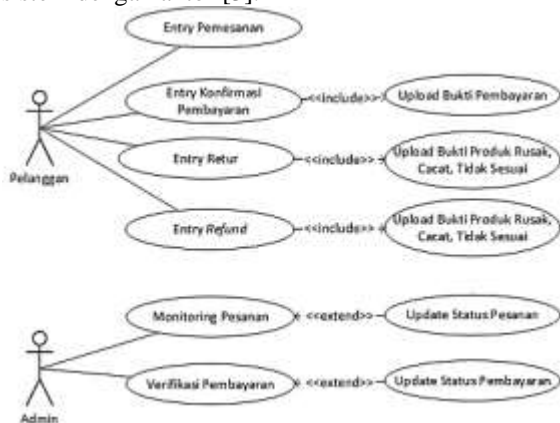 Entry Pemesanan
Entry Konfirmasi
Pembayaran
<<include>>
Upload Bukti Pembayaran
Entry Retur
<<include>>
Upload Bukti Produk Rusak,
Cacat, Tidak Sesuai
Pelanggan
Entry Refund
<<include>>
Upload Bukti Produk Rusak,
Cacat, Tidak Sesuai
Monitoring Pesanan
<<extend>>
Update Status Pesanan
Verifikasi Pembayaran
<<extend>>
Update Status Pembayaran
Admin